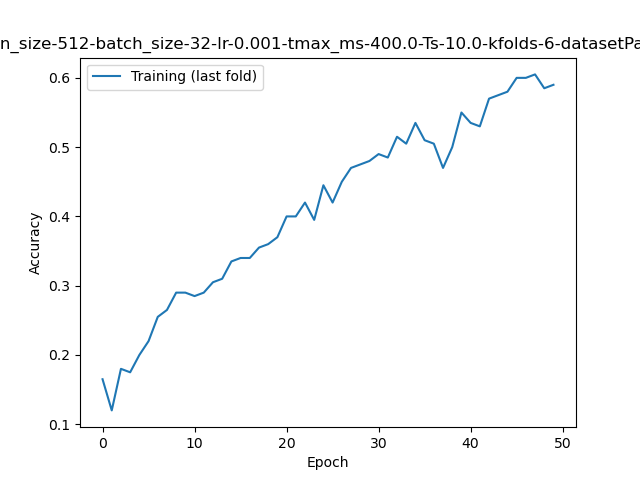 n_size-512-batch_size-32-lr-0.001-tmax_ms-400.0-Ts-10.0-kfolds-6-datasetPa
Training (last fold)
0.6
0.5
0.4
0.3
0.2
0.1
Accuracy
0 10 20 30 40 50
Epoch